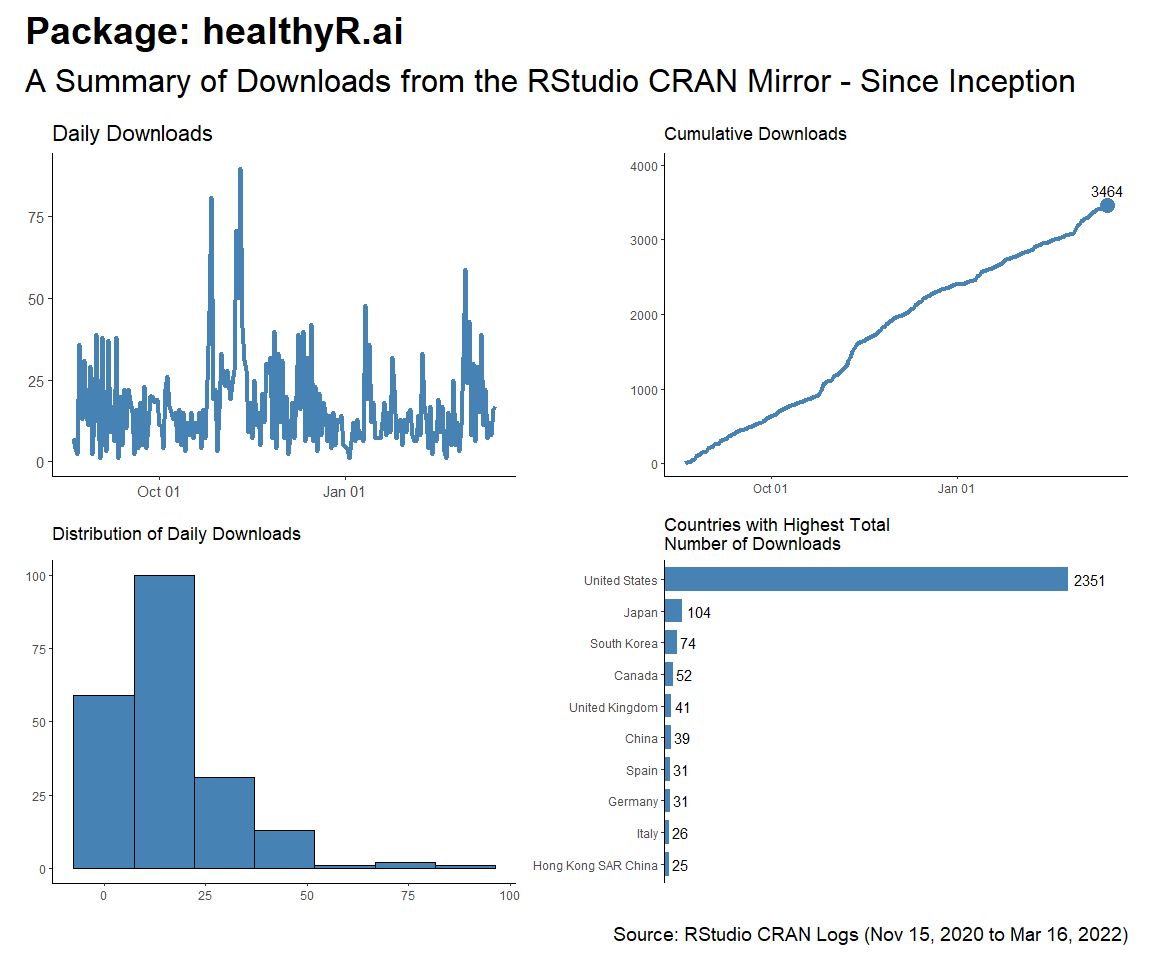 Package: healthyR.ai
A Summary of Downloads from the RStudio CRAN Mirror - Since Inception
Daily Downloads
75
50
25
0
Oct 01
Jan 01
Cumulative Downloads
4000
3000
2000
1000
0
3464
Oct 01
Jan 01
Distribution of Daily Downloads
100
75
50
25
0
0
25
50
75
100
Countries with Highest Total
Number of Downloads
United States 2351
Japan 104
South Korea 74
Canada 52
United Kingdom 41
China 39
Spain 31
Germany 31
Italy 26
Hong Kong SAR China 25
Source: RStudio CRAN Logs (Nov 15, 2020 to Mar 16, 2022)